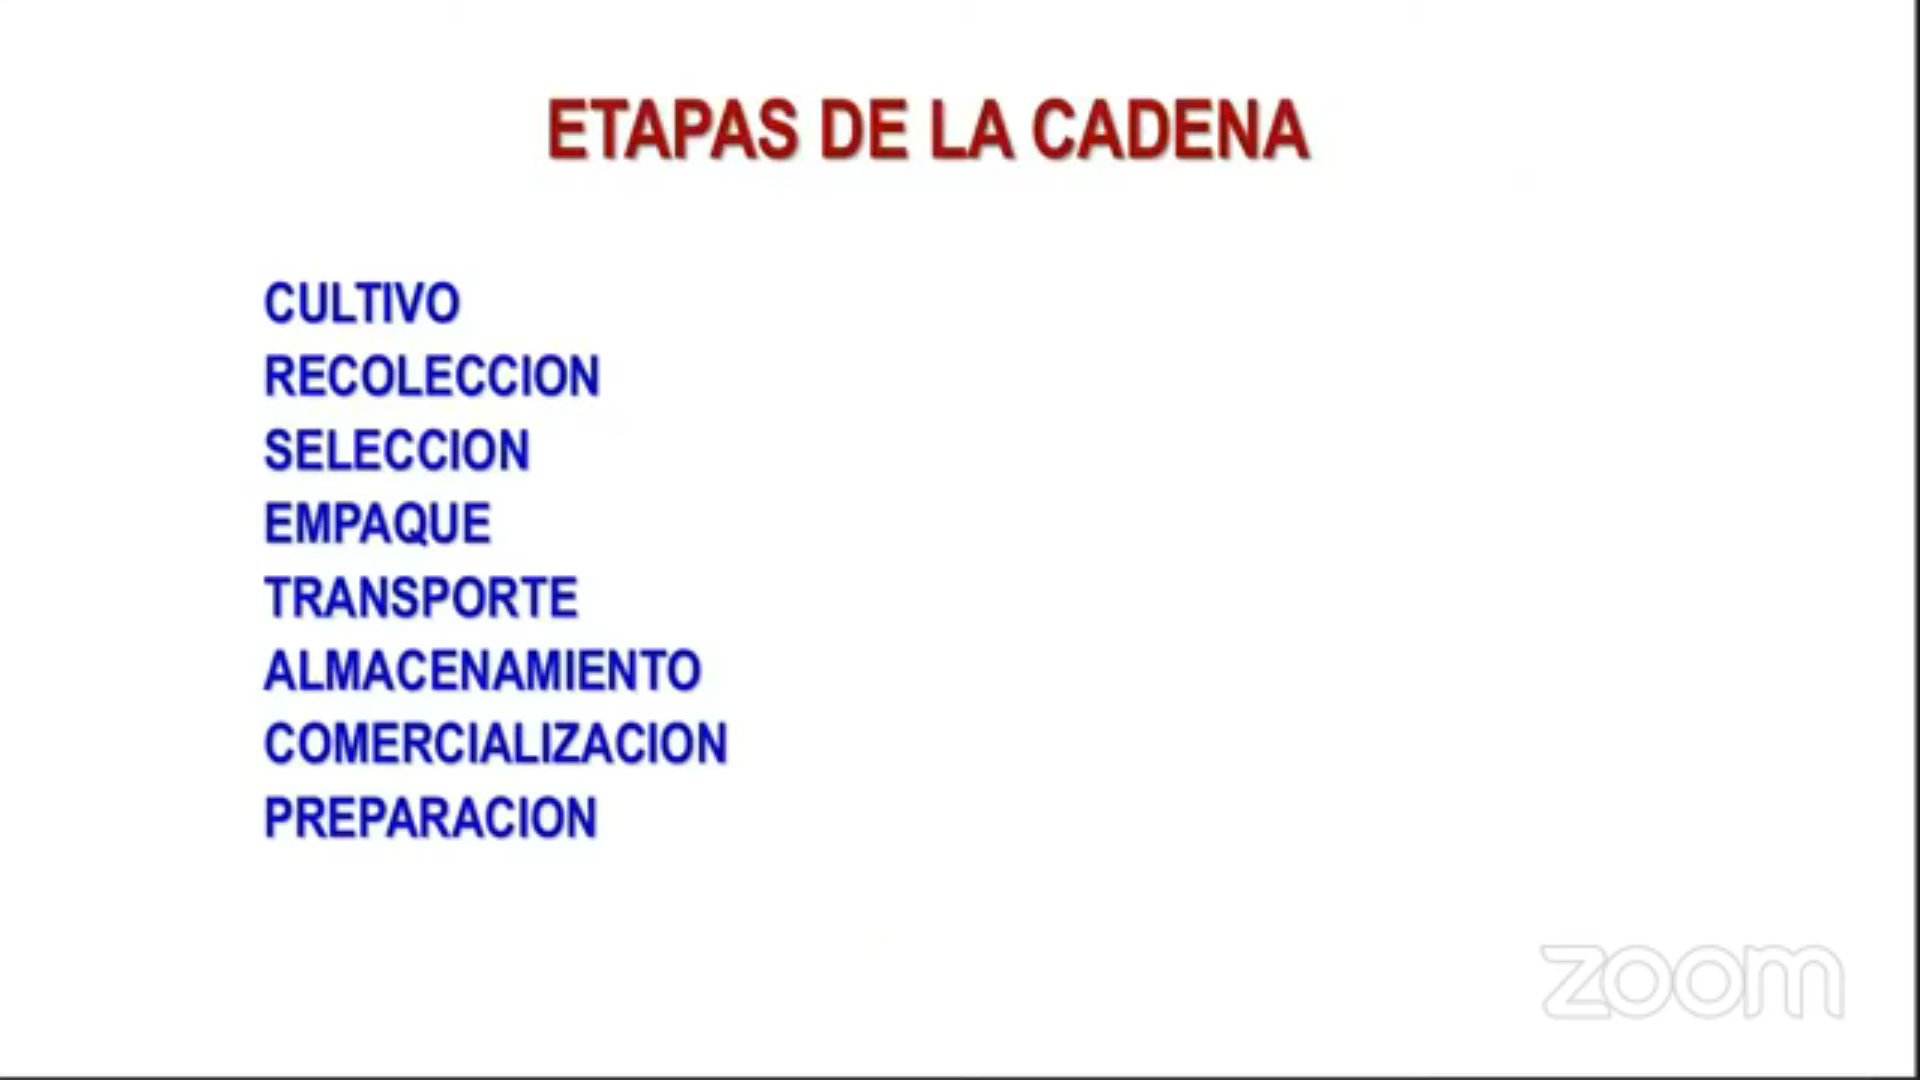 ETAPAS DE LA CADENA
CULTIVO
RECOLECCION
SELECCION
EMPAQUE
TRANSPORTE
ALMACENAMIENTO
COMERCIALIZACION
PREPARACION
zoom